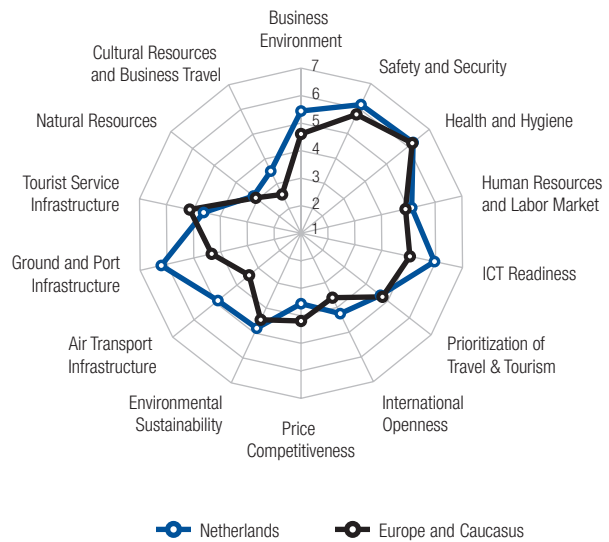 Business
Environment
Cultural Resources
and Business Travel
Safety and Security
Natural Resources
Health and Hygiene
Tourist Service
Infrastructure
Human Resources
and Labor Market
Ground and Port
Infrastructure
ICT Readiness
Air Transport
Infrastructure
Prioritization of
Travel & Tourism
Environmental
Sustainability
International
Openness
Price
Competitiveness
7
6
5
4
3
2
1
Netherlands
Europe and Caucasus